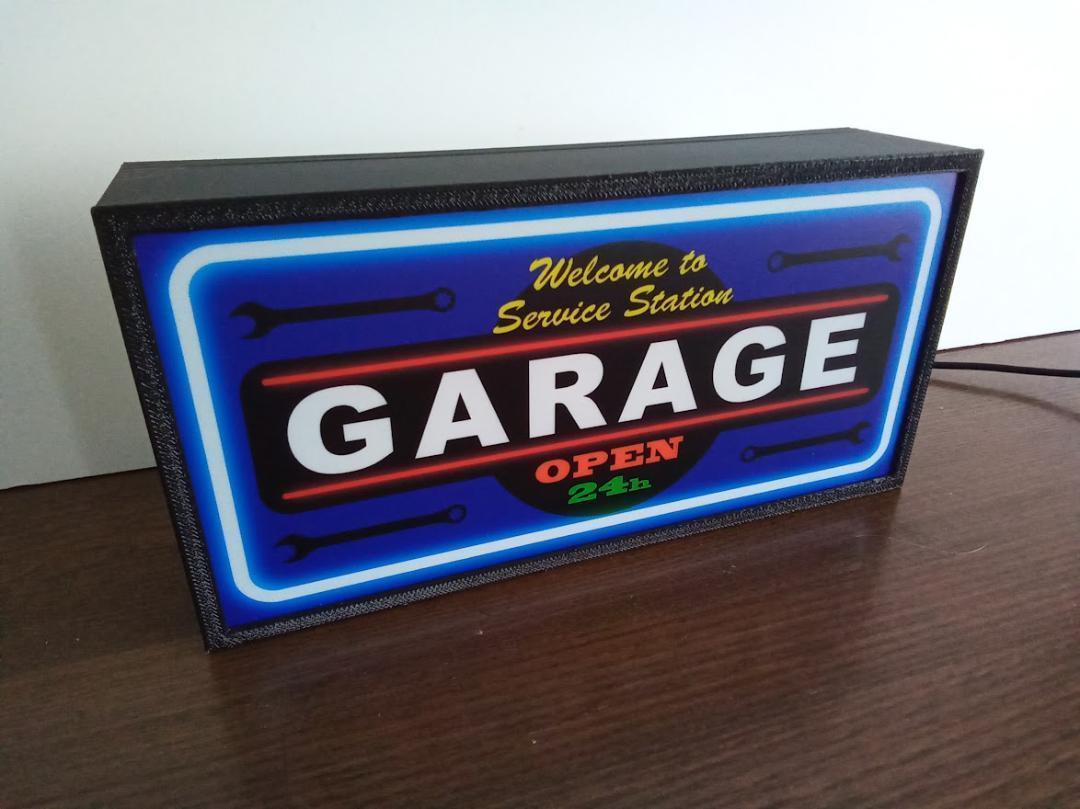 Welcome to
Service Station
GARAGE
OPEN
24h